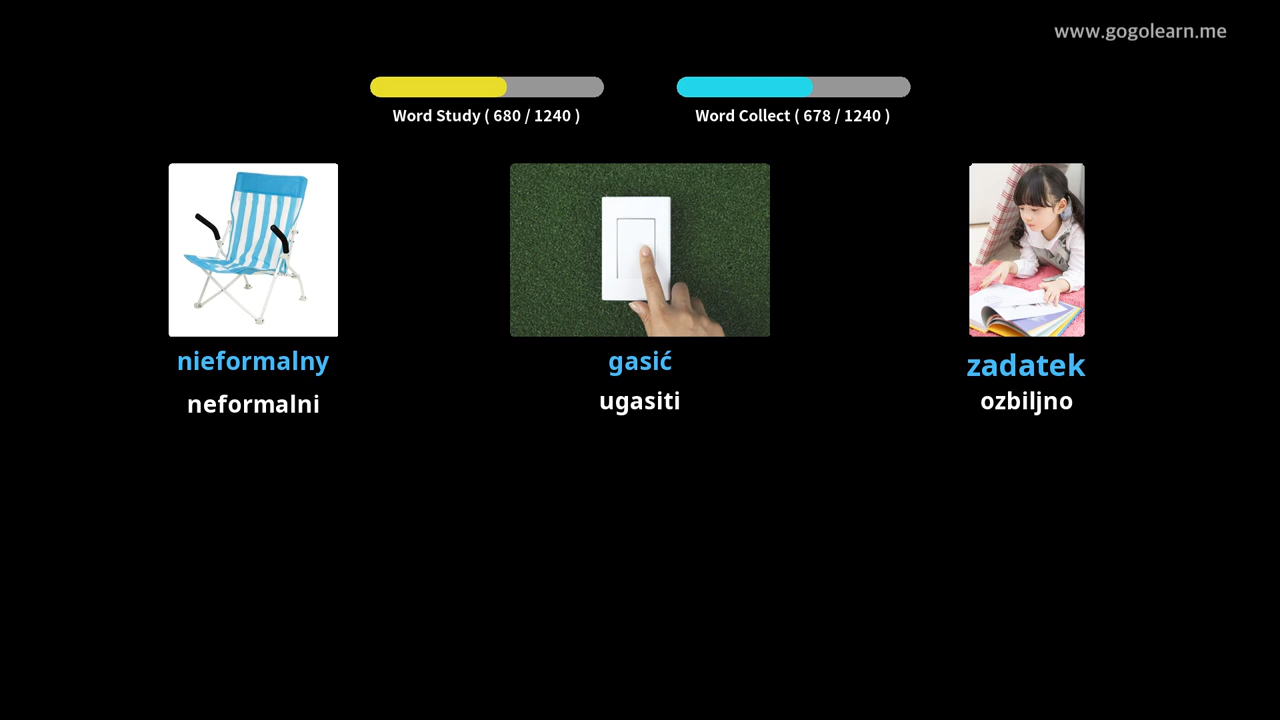 www.gogolearn.me
Word Study ( 680 / 1240 )
Word Collect ( 678 / 1240 )
nieformalny
neformalni
gasić
ugasiti
zadatek
ozbiljno